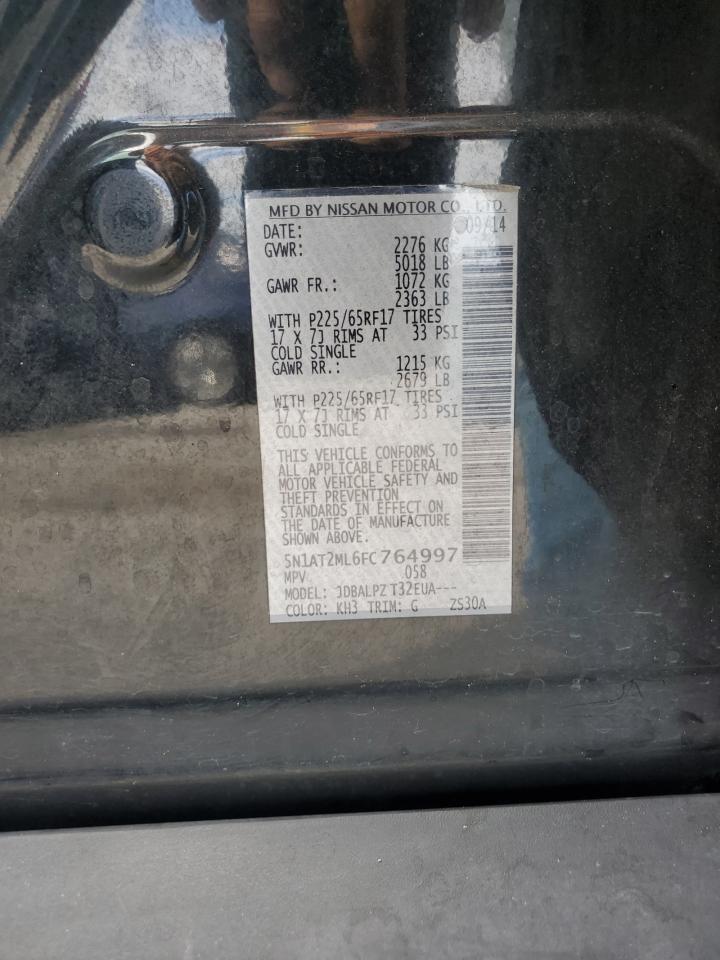 MFD BY NISSAN MOTOR CO., LTD.
DATE: 09/14
GVWR: 2276 KG
5018 LB
GAWR FR.: 1072 KG
2363 LB
WITH P225/65RF17 TIRES
17 X 7J RIMS AT 33 PSI
COLD SINGLE
GAWR RR.: 1215 KG
2679 LB
WITH P225/65RF17 TIRES
17 X 7J RIMS AT 33 PSI
COLD SINGLE
THIS VEHICLE CONFORMS TO
ALL APPLICABLE FEDERAL
MOTOR VEHICLE SAFETY AND
THEFT PREVENTION
STANDARDS IN EFFECT ON
THE DATE OF MANUFACTURE
SHOWN ABOVE.
5N1AT2ML6FC764997
MPV 058
MODEL: JDBALPZ T32EUA---
COLOR: KH3 TRIM: G ZS30A